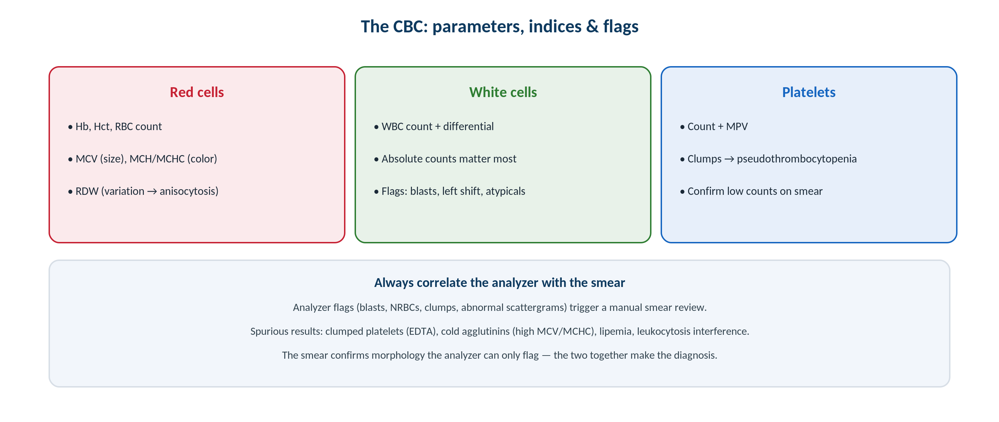 The CBC: parameters, indices & flags
Red cells
• Hb, Hct, RBC count
• MCV (size), MCH/MCHC (color)
• RDW (variation → anisocytosis)
White cells
• WBC count + differential
• Absolute counts matter most
• Flags: blasts, left shift, atypicals
Platelets
• Count + MPV
• Clumps → pseudothrombocytopenia
• Confirm low counts on smear
Always correlate the analyzer with the smear
Analyzer flags (blasts, NRBCs, clumps, abnormal scattergrams) trigger a manual smear review.
Spurious results: clumped platelets (EDTA), cold agglutinins (high MCV/MCHC), lipemia, leukocytosis interference.
The smear confirms morphology the analyzer can only flag — the two together make the diagnosis.